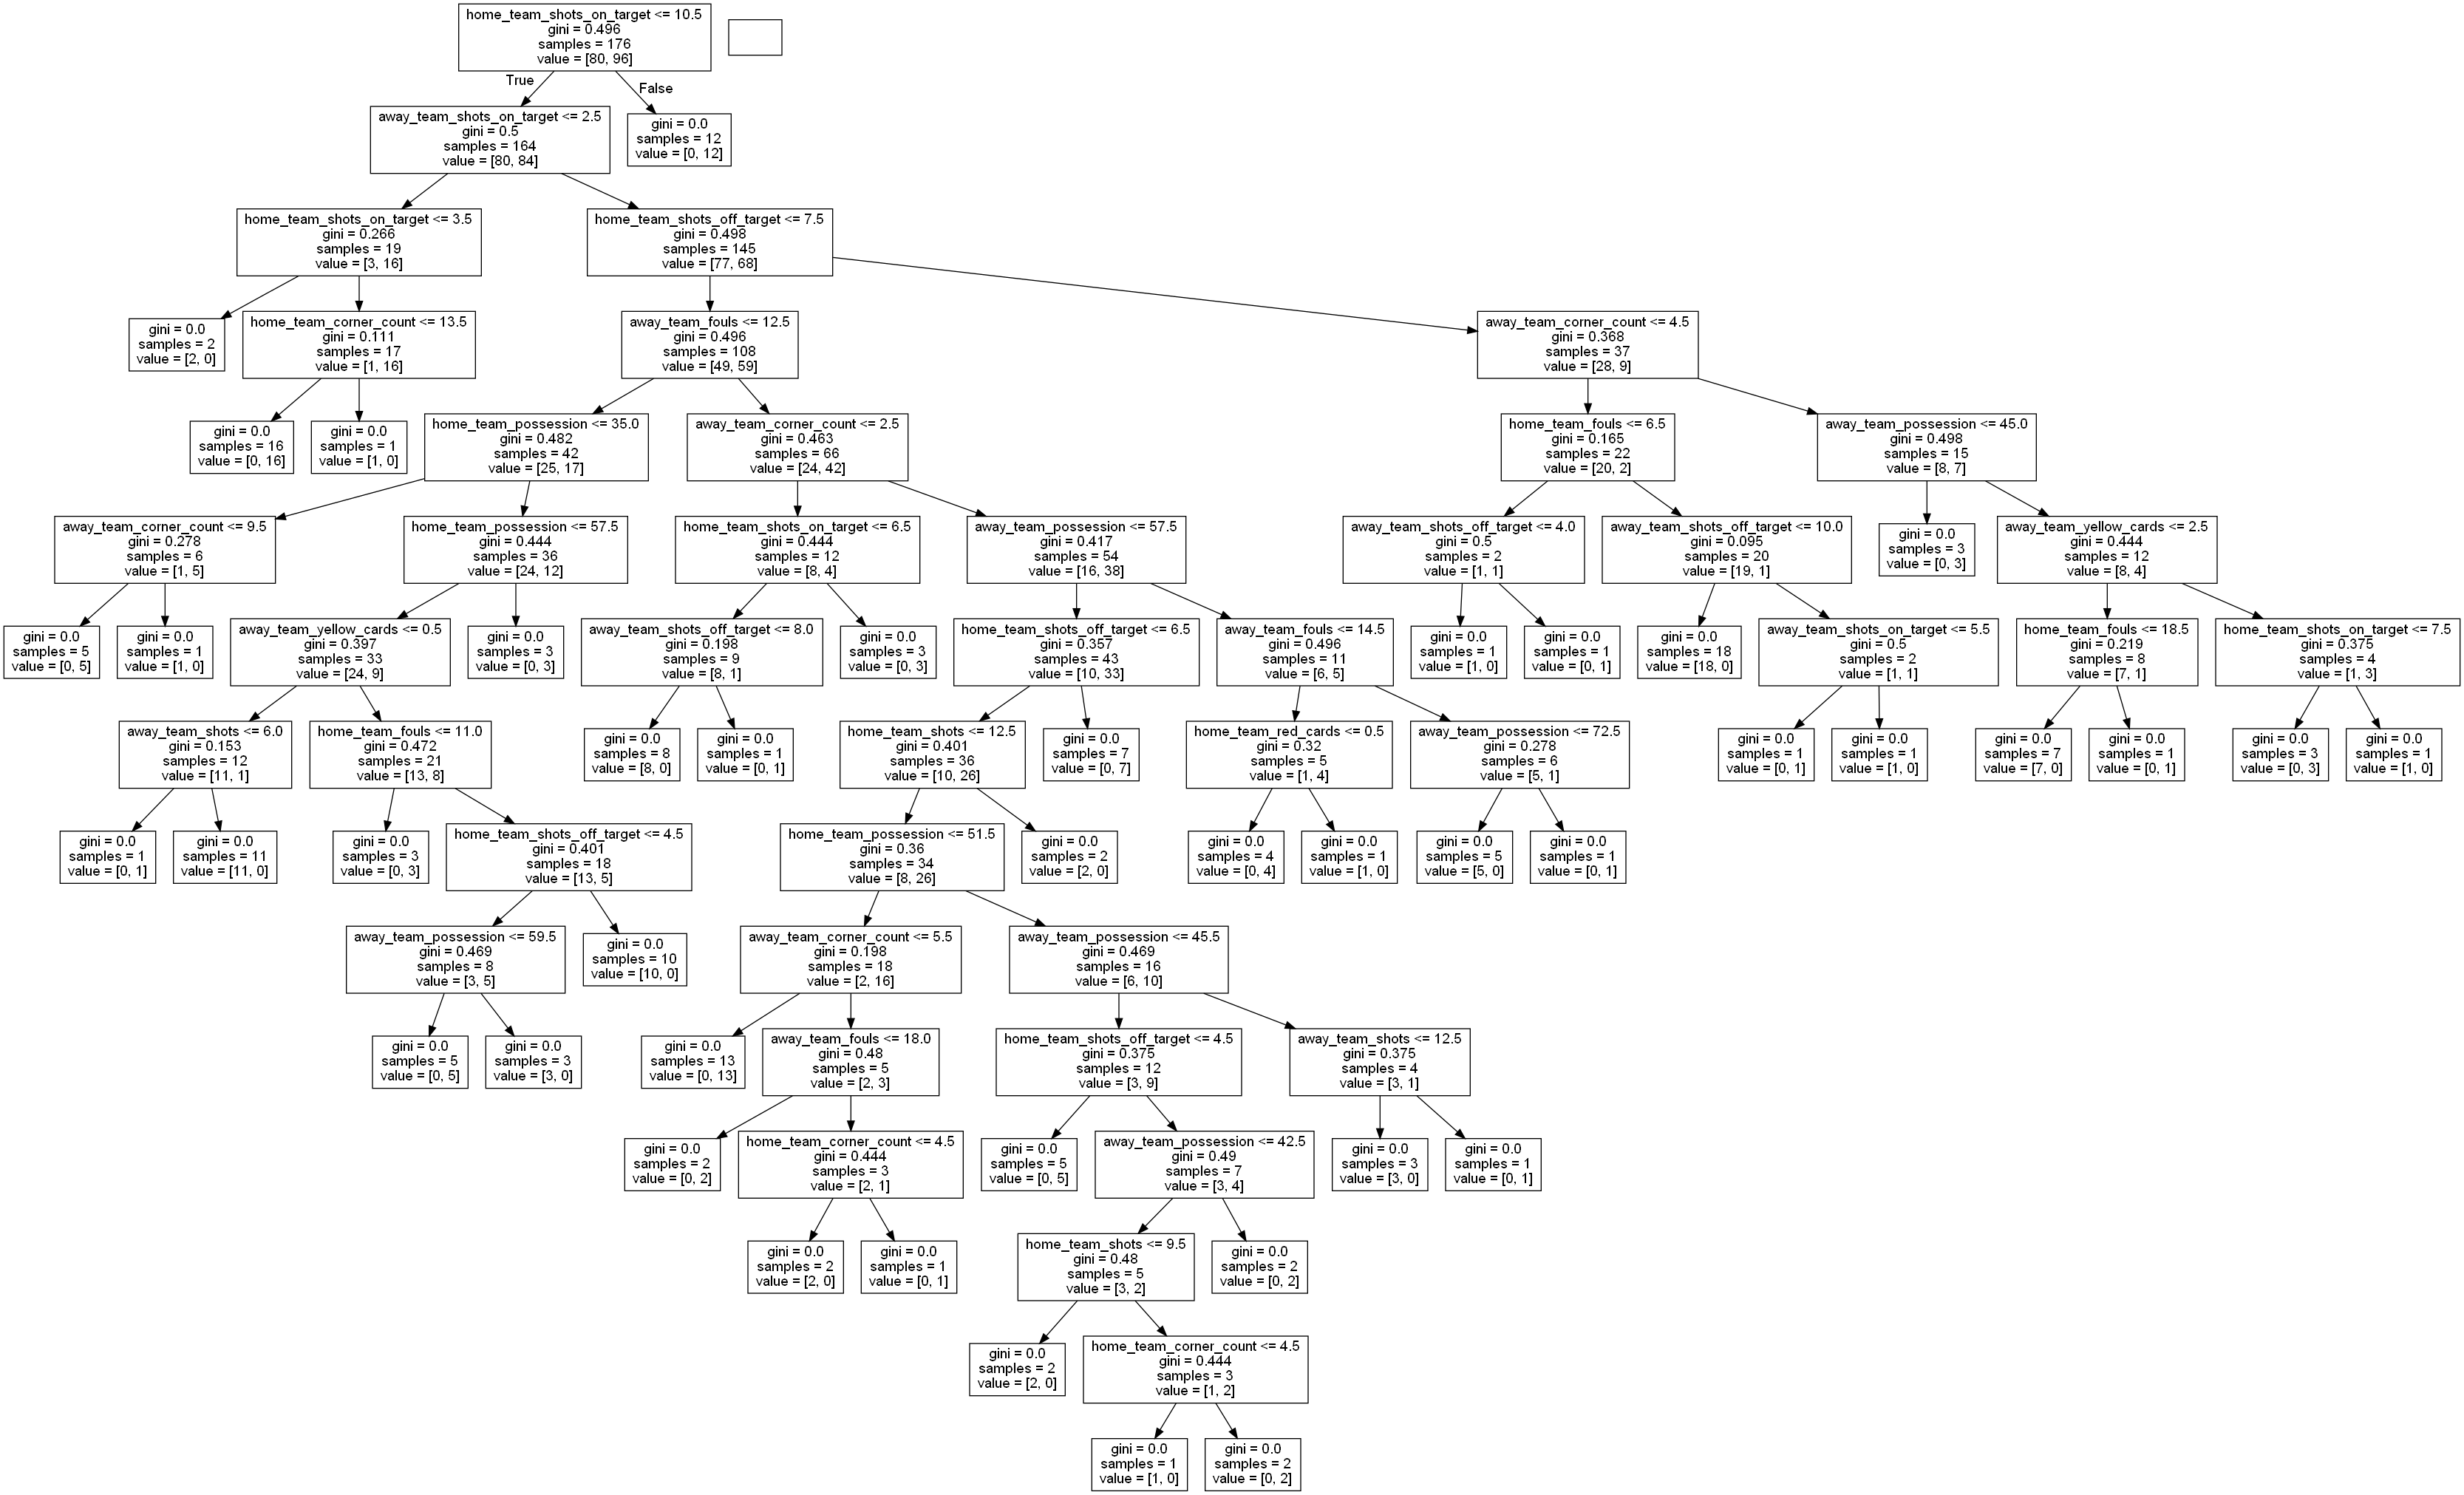 home_team_shots_on_target <= 10.5
gini = 0.496
samples = 176
value = [80, 96]
True
False
away_team_shots_on_target <= 2.5
gini = 0.5
samples = 164
value = [80, 84]
gini = 0.0
samples = 12
value = [0, 12]
home_team_shots_on_target <= 3.5
gini = 0.266
samples = 19
value = [3, 16]
home_team_shots_off_target <= 7.5
gini = 0.498
samples = 145
value = [77, 68]
gini = 0.0
samples = 2
value = [2, 0]
home_team_corner_count <= 13.5
gini = 0.111
samples = 17
value = [1, 16]
away_team_fouls <= 12.5
gini = 0.496
samples = 108
value = [49, 59]
away_team_corner_count <= 4.5
gini = 0.368
samples = 37
value = [28, 9]
gini = 0.0
samples = 16
value = [0, 16]
gini = 0.0
samples = 1
value = [1, 0]
home_team_possession <= 35.0
gini = 0.482
samples = 42
value = [25, 17]
away_team_corner_count <= 2.5
gini = 0.463
samples = 66
value = [24, 42]
home_team_fouls <= 6.5
gini = 0.165
samples = 22
value = [20, 2]
away_team_possession <= 45.0
gini = 0.498
samples = 15
value = [8, 7]
away_team_corner_count <= 9.5
gini = 0.278
samples = 6
value = [1, 5]
home_team_possession <= 57.5
gini = 0.444
samples = 36
value = [24, 12]
home_team_shots_on_target <= 6.5
gini = 0.444
samples = 12
value = [8, 4]
away_team_possession <= 57.5
gini = 0.417
samples = 54
value = [16, 38]
away_team_shots_off_target <= 4.0
gini = 0.5
samples = 2
value = [1, 1]
away_team_shots_off_target <= 10.0
gini = 0.095
samples = 20
value = [19, 1]
gini = 0.0
samples = 3
value = [0, 3]
away_team_yellow_cards <= 2.5
gini = 0.444
samples = 12
value = [8, 4]
gini = 0.0
samples = 5
value = [0, 5]
gini = 0.0
samples = 1
value = [1, 0]
away_team_yellow_cards <= 0.5
gini = 0.397
samples = 33
value = [24, 9]
gini = 0.0
samples = 3
value = [0, 3]
away_team_shots_off_target <= 8.0
gini = 0.198
samples = 9
value = [8, 1]
gini = 0.0
samples = 3
value = [0, 3]
home_team_shots_off_target <= 6.5
gini = 0.357
samples = 43
value = [10, 33]
away_team_fouls <= 14.5
gini = 0.496
samples = 11
value = [6, 5]
gini = 0.0
samples = 1
value = [1, 0]
gini = 0.0
samples = 1
value = [0, 1]
gini = 0.0
samples = 18
value = [18, 0]
away_team_shots_on_target <= 5.5
gini = 0.5
samples = 2
value = [1, 1]
home_team_fouls <= 18.5
gini = 0.219
samples = 8
value = [7, 1]
home_team_shots_on_target <= 7.5
gini = 0.375
samples = 4
value = [1, 3]
away_team_shots <= 6.0
gini = 0.153
samples = 12
value = [11, 1]
home_team_fouls <= 11.0
gini = 0.472
samples = 21
value = [13, 8]
gini = 0.0
samples = 8
value = [8, 0]
gini = 0.0
samples = 1
value = [0, 1]
home_team_shots <= 12.5
gini = 0.401
samples = 36
value = [10, 26]
gini = 0.0
samples = 7
value = [0, 7]
home_team_red_cards <= 0.5
gini = 0.32
samples = 5
value = [1, 4]
away_team_possession <= 72.5
gini = 0.278
samples = 6
value = [5, 1]
gini = 0.0
samples = 1
value = [0, 1]
gini = 0.0
samples = 1
value = [1, 0]
gini = 0.0
samples = 7
value = [7, 0]
gini = 0.0
samples = 1
value = [0, 1]
gini = 0.0
samples = 3
value = [0, 3]
gini = 0.0
samples = 1
value = [1, 0]
gini = 0.0
samples = 1
value = [0, 1]
gini = 0.0
samples = 11
value = [11, 0]
gini = 0.0
samples = 3
value = [0, 3]
home_team_shots_off_target <= 4.5
gini = 0.401
samples = 18
value = [13, 5]
home_team_possession <= 51.5
gini = 0.36
samples = 34
value = [8, 26]
gini = 0.0
samples = 2
value = [2, 0]
gini = 0.0
samples = 4
value = [0, 4]
gini = 0.0
samples = 1
value = [1, 0]
gini = 0.0
samples = 5
value = [5, 0]
gini = 0.0
samples = 1
value = [0, 1]
away_team_possession <= 59.5
gini = 0.469
samples = 8
value = [3, 5]
gini = 0.0
samples = 10
value = [10, 0]
away_team_corner_count <= 5.5
gini = 0.198
samples = 18
value = [2, 16]
away_team_possession <= 45.5
gini = 0.469
samples = 16
value = [6, 10]
gini = 0.0
samples = 5
value = [0, 5]
gini = 0.0
samples = 3
value = [3, 0]
gini = 0.0
samples = 13
value = [0, 13]
away_team_fouls <= 18.0
gini = 0.48
samples = 5
value = [2, 3]
home_team_shots_off_target <= 4.5
gini = 0.375
samples = 12
value = [3, 9]
away_team_shots <= 12.5
gini = 0.375
samples = 4
value = [3, 1]
gini = 0.0
samples = 2
value = [0, 2]
home_team_corner_count <= 4.5
gini = 0.444
samples = 3
value = [2, 1]
gini = 0.0
samples = 5
value = [0, 5]
away_team_possession <= 42.5
gini = 0.49
samples = 7
value = [3, 4]
gini = 0.0
samples = 3
value = [3, 0]
gini = 0.0
samples = 1
value = [0, 1]
gini = 0.0
samples = 2
value = [2, 0]
gini = 0.0
samples = 1
value = [0, 1]
home_team_shots <= 9.5
gini = 0.48
samples = 5
value = [3, 2]
gini = 0.0
samples = 2
value = [0, 2]
gini = 0.0
samples = 2
value = [2, 0]
home_team_corner_count <= 4.5
gini = 0.444
samples = 3
value = [1, 2]
gini = 0.0
samples = 1
value = [1, 0]
gini = 0.0
samples = 2
value = [0, 2]